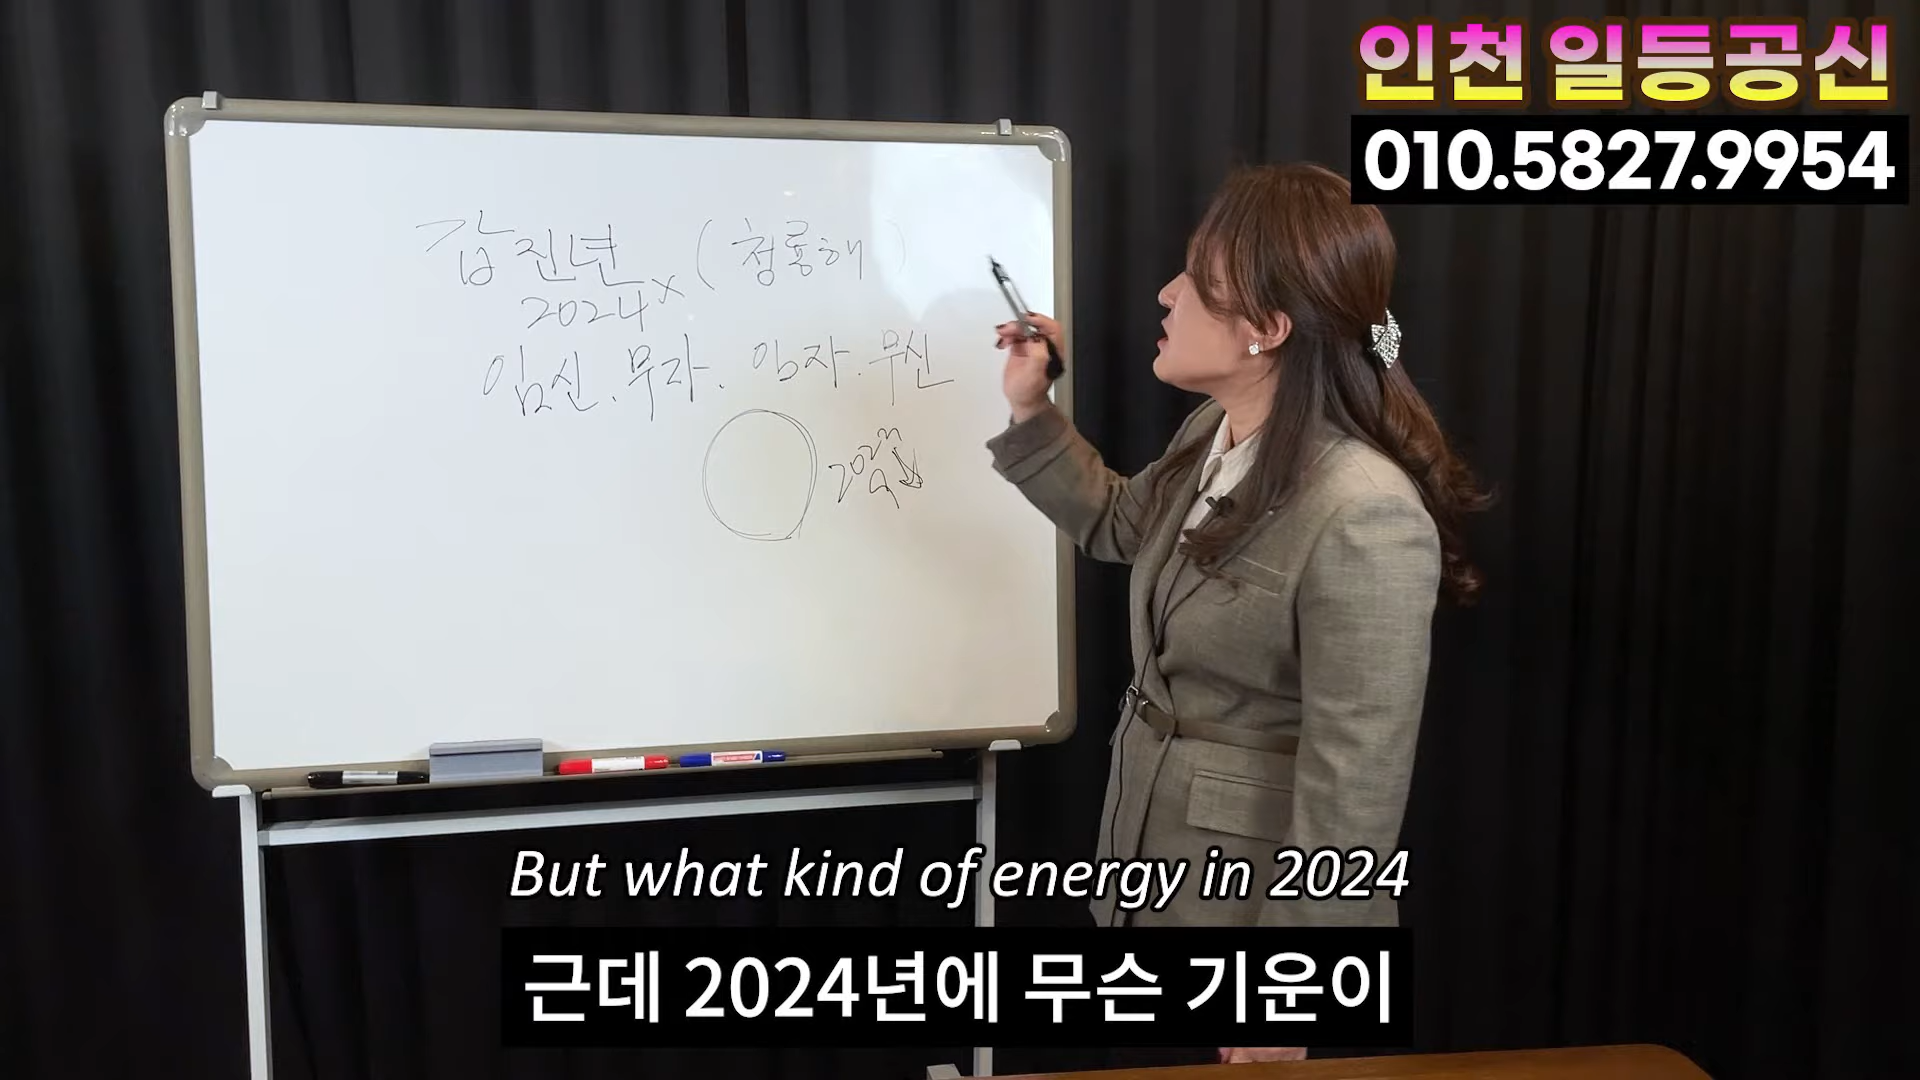 인천 일등공신
010.5827.9954
갑진년 (청룡해)
2024 x
임신. 무자. 임자. 무신
But what kind of energy in 2024
근데 2024년에 무슨 기운이